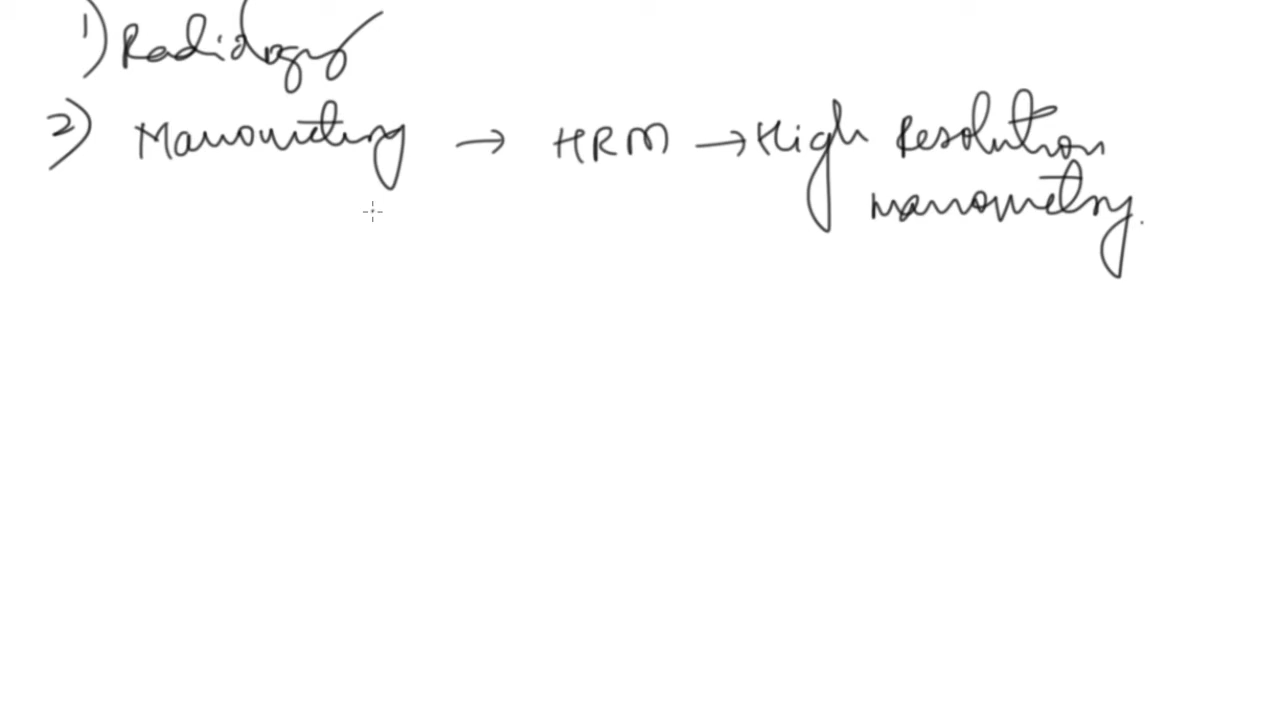 1) Radiology
2) Manometry → HRM → High Resolution
manometry.